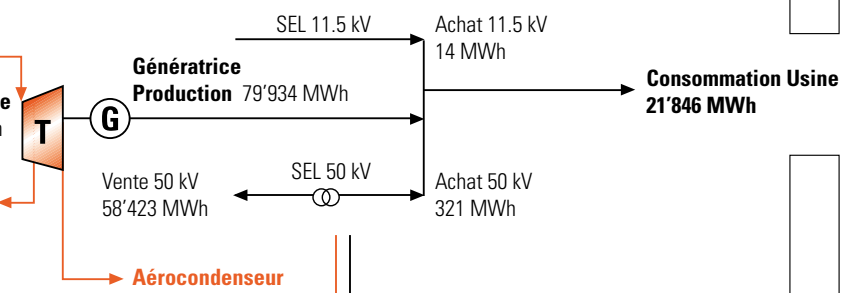 SEL 11.5 kV
Achat 11.5 kV
14 MWh
Génératrice
Production 79’934 MWh
Consommation Usine
21’846 MWh
e
T
G
SEL 50 kV
Vente 50 kV
58’423 MWh
Achat 50 kV
321 MWh
Aérocondenseur